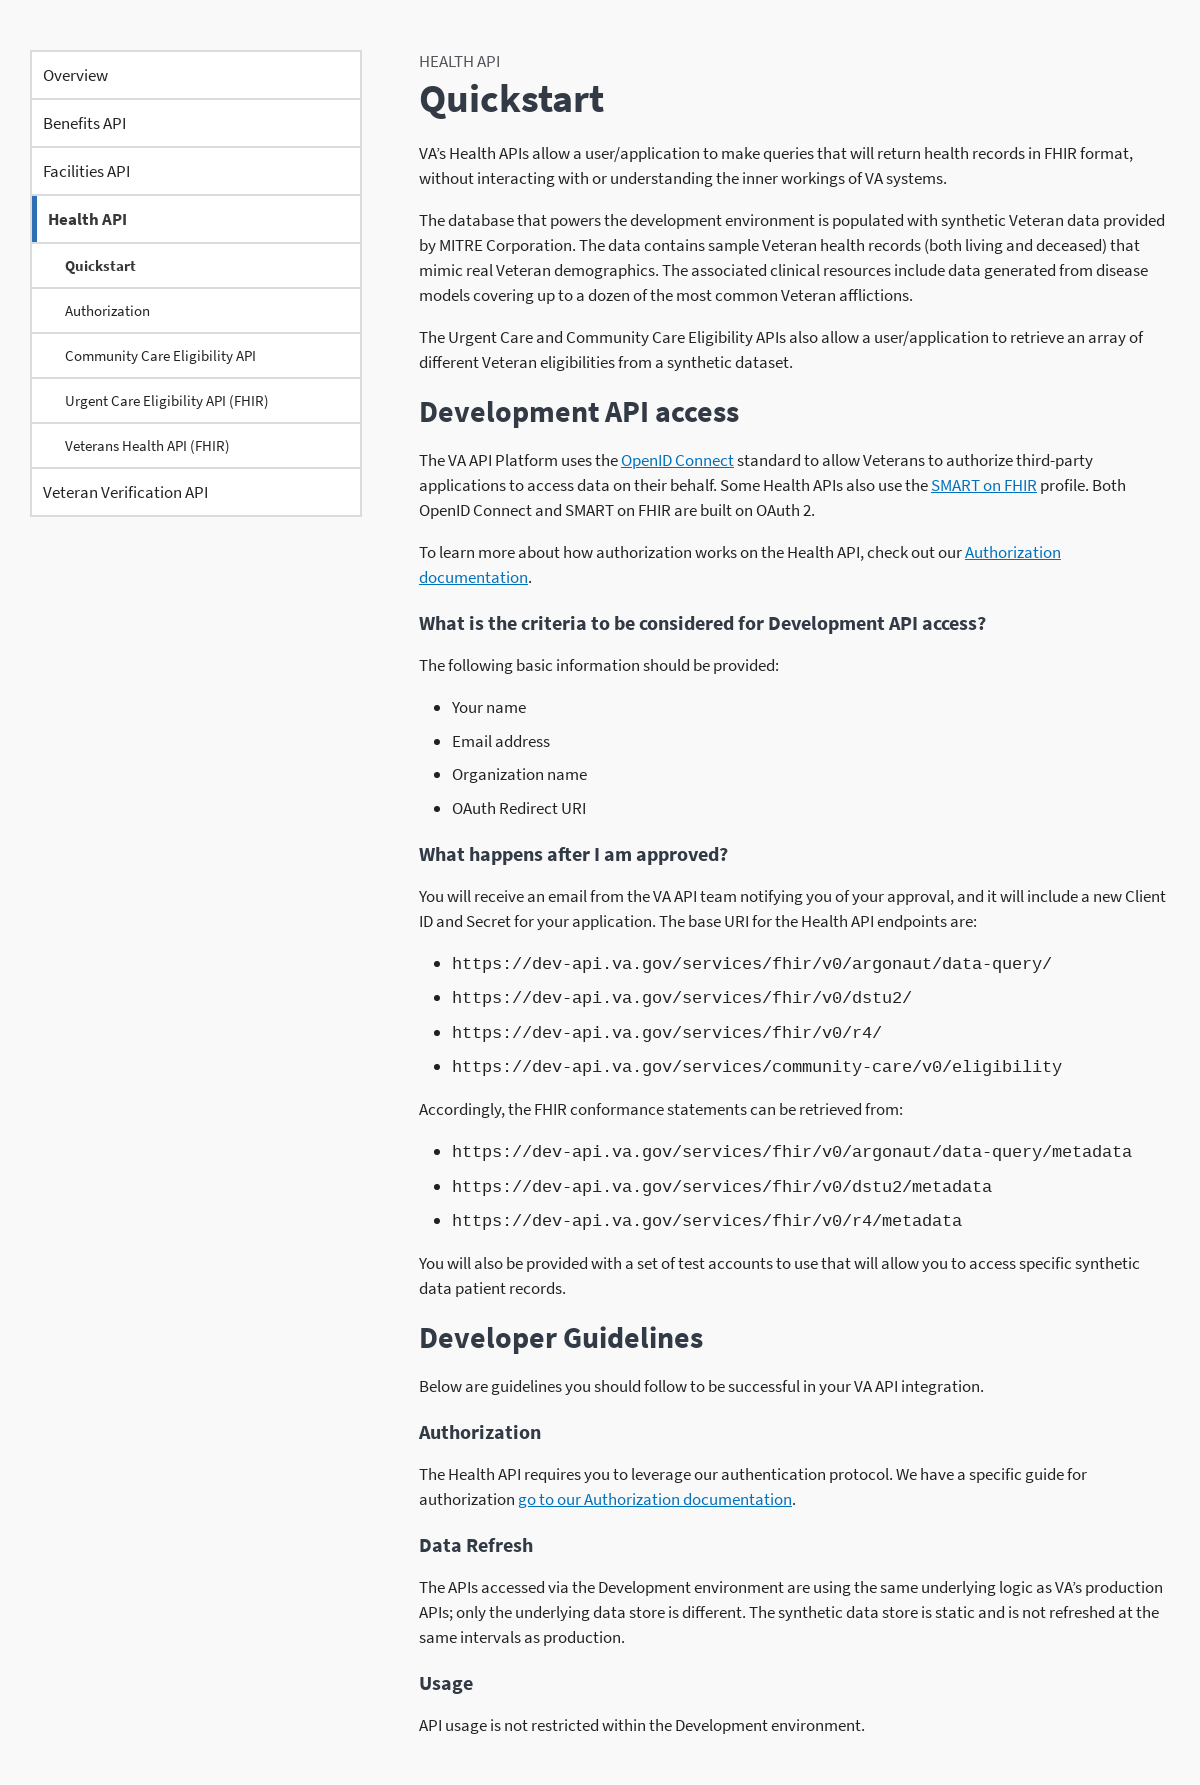 Overview
Benefits API
Facilities API
Health API
Quickstart
Authorization
Community Care Eligibility API
Urgent Care Eligibility API (FHIR)
Veterans Health API (FHIR)
Veteran Verification API
HEALTH API
Quickstart
VA’s Health APIs allow a user/application to make queries that will return health records in FHIR format,
without interacting with or understanding the inner workings of VA systems.
The database that powers the development environment is populated with synthetic Veteran data provided
by MITRE Corporation. The data contains sample Veteran health records (both living and deceased) that
mimic real Veteran demographics. The associated clinical resources include data generated from disease
models covering up to a dozen of the most common Veteran afflictions.
The Urgent Care and Community Care Eligibility APIs also allow a user/application to retrieve an array of
different Veteran eligibilities from a synthetic dataset.
Development API access
The VA API Platform uses the OpenID Connect standard to allow Veterans to authorize third-party
applications to access data on their behalf. Some Health APIs also use the SMART on FHIR profile. Both
OpenID Connect and SMART on FHIR are built on OAuth 2.
To learn more about how authorization works on the Health API, check out our Authorization
documentation.
What is the criteria to be considered for Development API access?
The following basic information should be provided:
• Your name
• Email address
• Organization name
• OAuth Redirect URI
What happens after I am approved?
You will receive an email from the VA API team notifying you of your approval, and it will include a new Client
ID and Secret for your application. The base URI for the Health API endpoints are:
• https://dev-api.va.gov/services/fhir/v0/argonaut/data-query/
• https://dev-api.va.gov/services/fhir/v0/dstu2/
• https://dev-api.va.gov/services/fhir/v0/r4/
• https://dev-api.va.gov/services/community-care/v0/eligibility
Accordingly, the FHIR conformance statements can be retrieved from:
• https://dev-api.va.gov/services/fhir/v0/argonaut/data-query/metadata
• https://dev-api.va.gov/services/fhir/v0/dstu2/metadata
• https://dev-api.va.gov/services/fhir/v0/r4/metadata
You will also be provided with a set of test accounts to use that will allow you to access specific synthetic
data patient records.
Developer Guidelines
Below are guidelines you should follow to be successful in your VA API integration.
Authorization
The Health API requires you to leverage our authentication protocol. We have a specific guide for
authorization go to our Authorization documentation.
Data Refresh
The APIs accessed via the Development environment are using the same underlying logic as VA’s production
APIs; only the underlying data store is different. The synthetic data store is static and is not refreshed at the
same intervals as production.
Usage
API usage is not restricted within the Development environment.